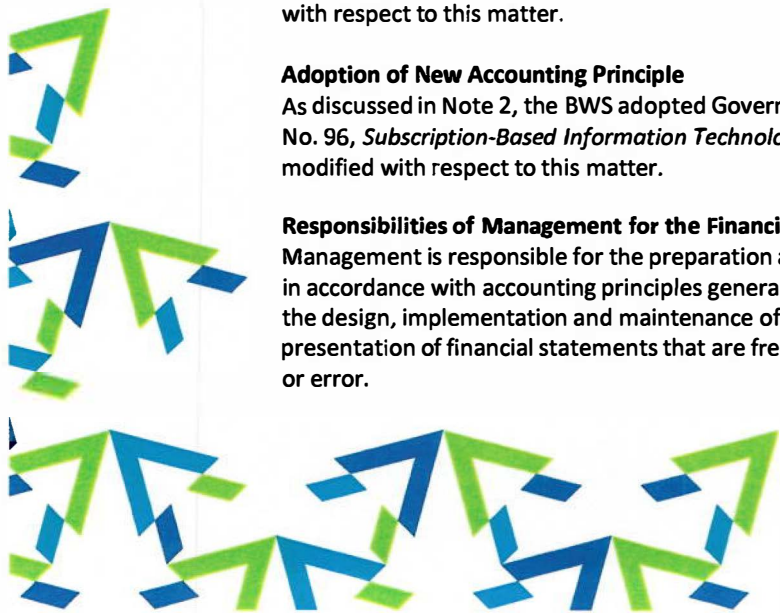 with respect to this matter.
Adoption of New Accounting Principle
As discussed in Note 2, the BWS adopted Govern
No. 96, Subscription-Based Information Technolo
modified with respect to this matter.
Responsibilities of Management for the Financi
Management is responsible for the preparation a
in accordance with accounting principles genera
the design, implementation and maintenance of
presentation of financial statements that are fre
or error.